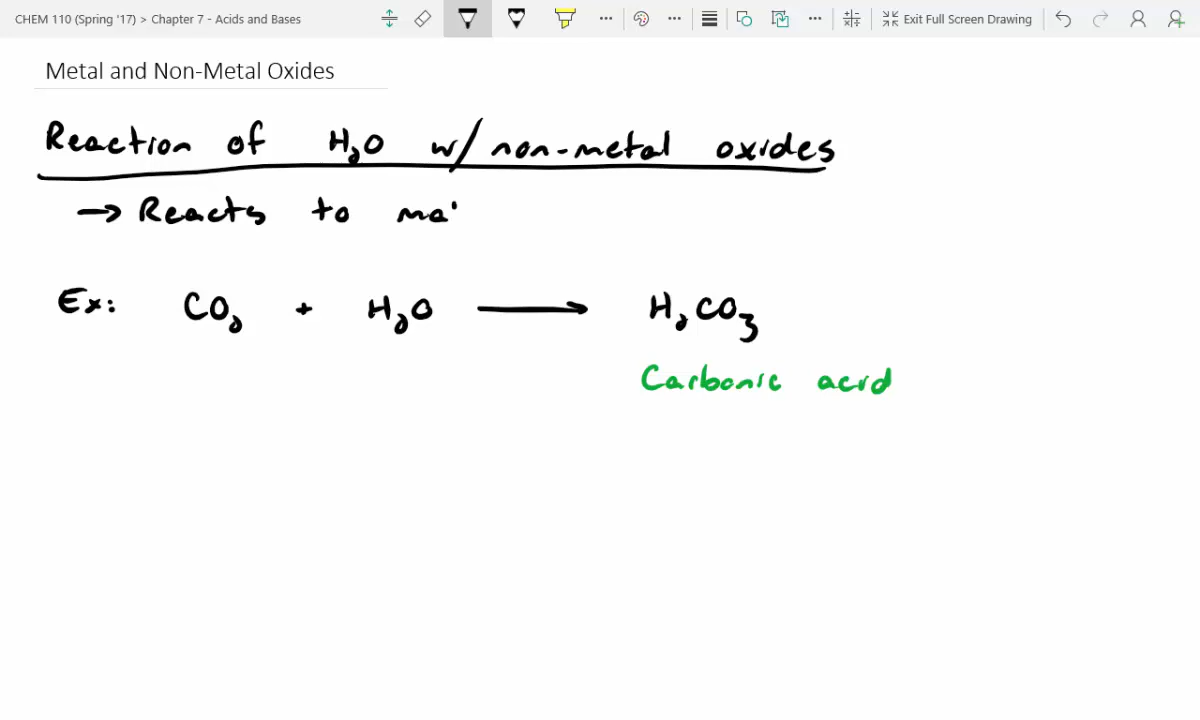 CHEM 110 (Spring '17) > Chapter 7 - Acids and Bases
Exit Full Screen Drawing
Metal and Non-Metal Oxides
Reaction of H₂O w/ non-metal oxides
→ Reacts to ma
Ex: CO₂ + H₂O ⟶ H₂CO₃
Carbonic acid